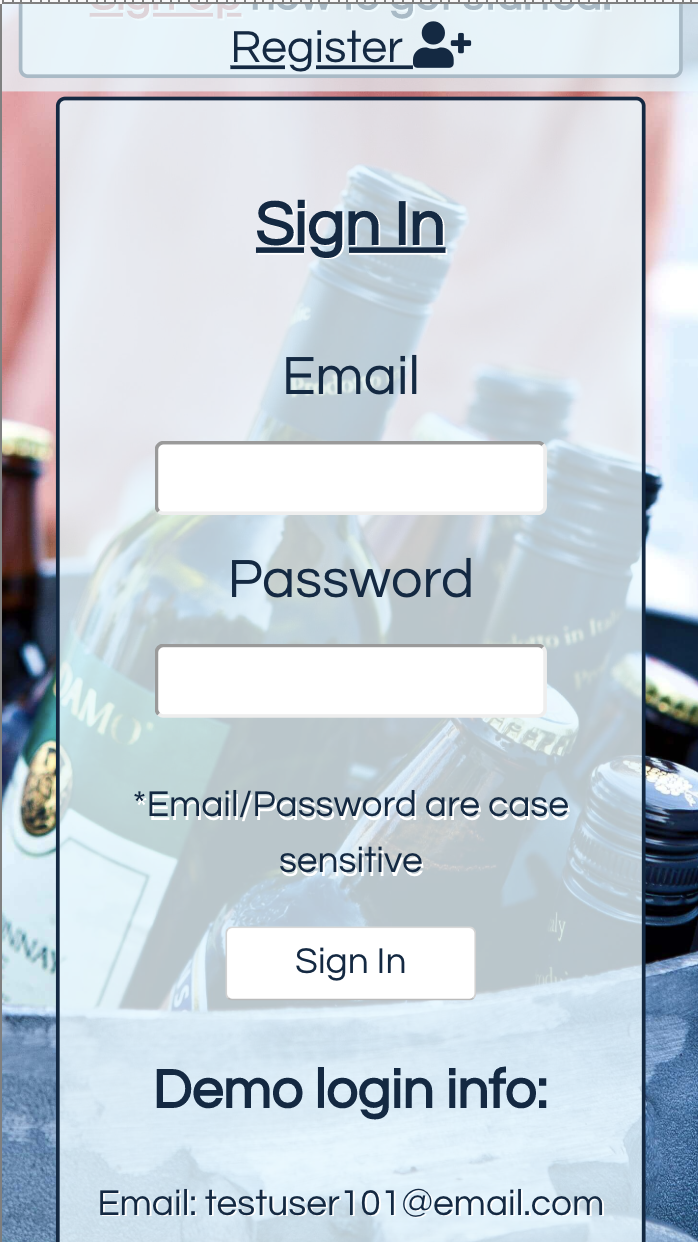 Register
Sign In
Email
Password
*Email/Password are case
sensitive
Sign In
Demo login info:
Email: testuser101@email.com